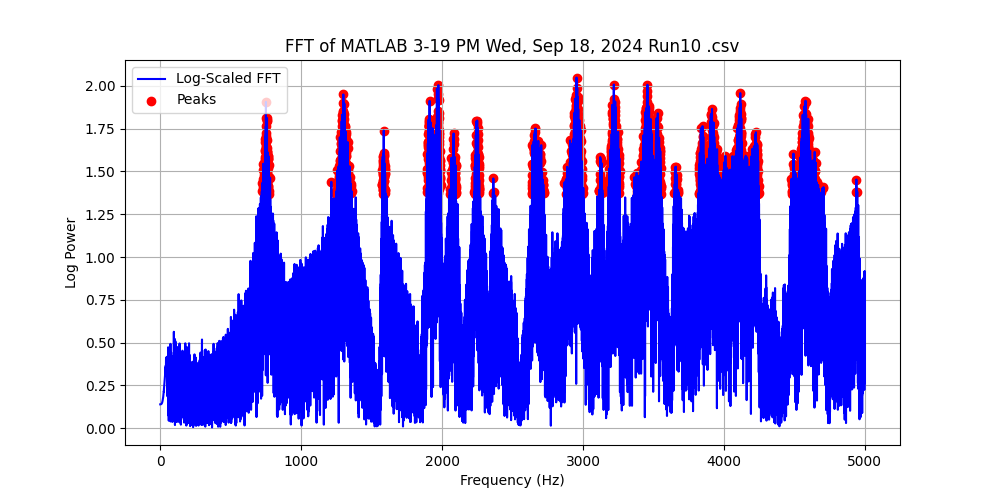 FFT of MATLAB 3-19 PM Wed, Sep 18, 2024 Run10 .csv
Log-Scaled FFT
Peaks
2.00
1.75
1.50
1.25
1.00
0.75
0.50
0.25
0.00
Log Power
0 1000 2000 3000 4000 5000
Frequency (Hz)